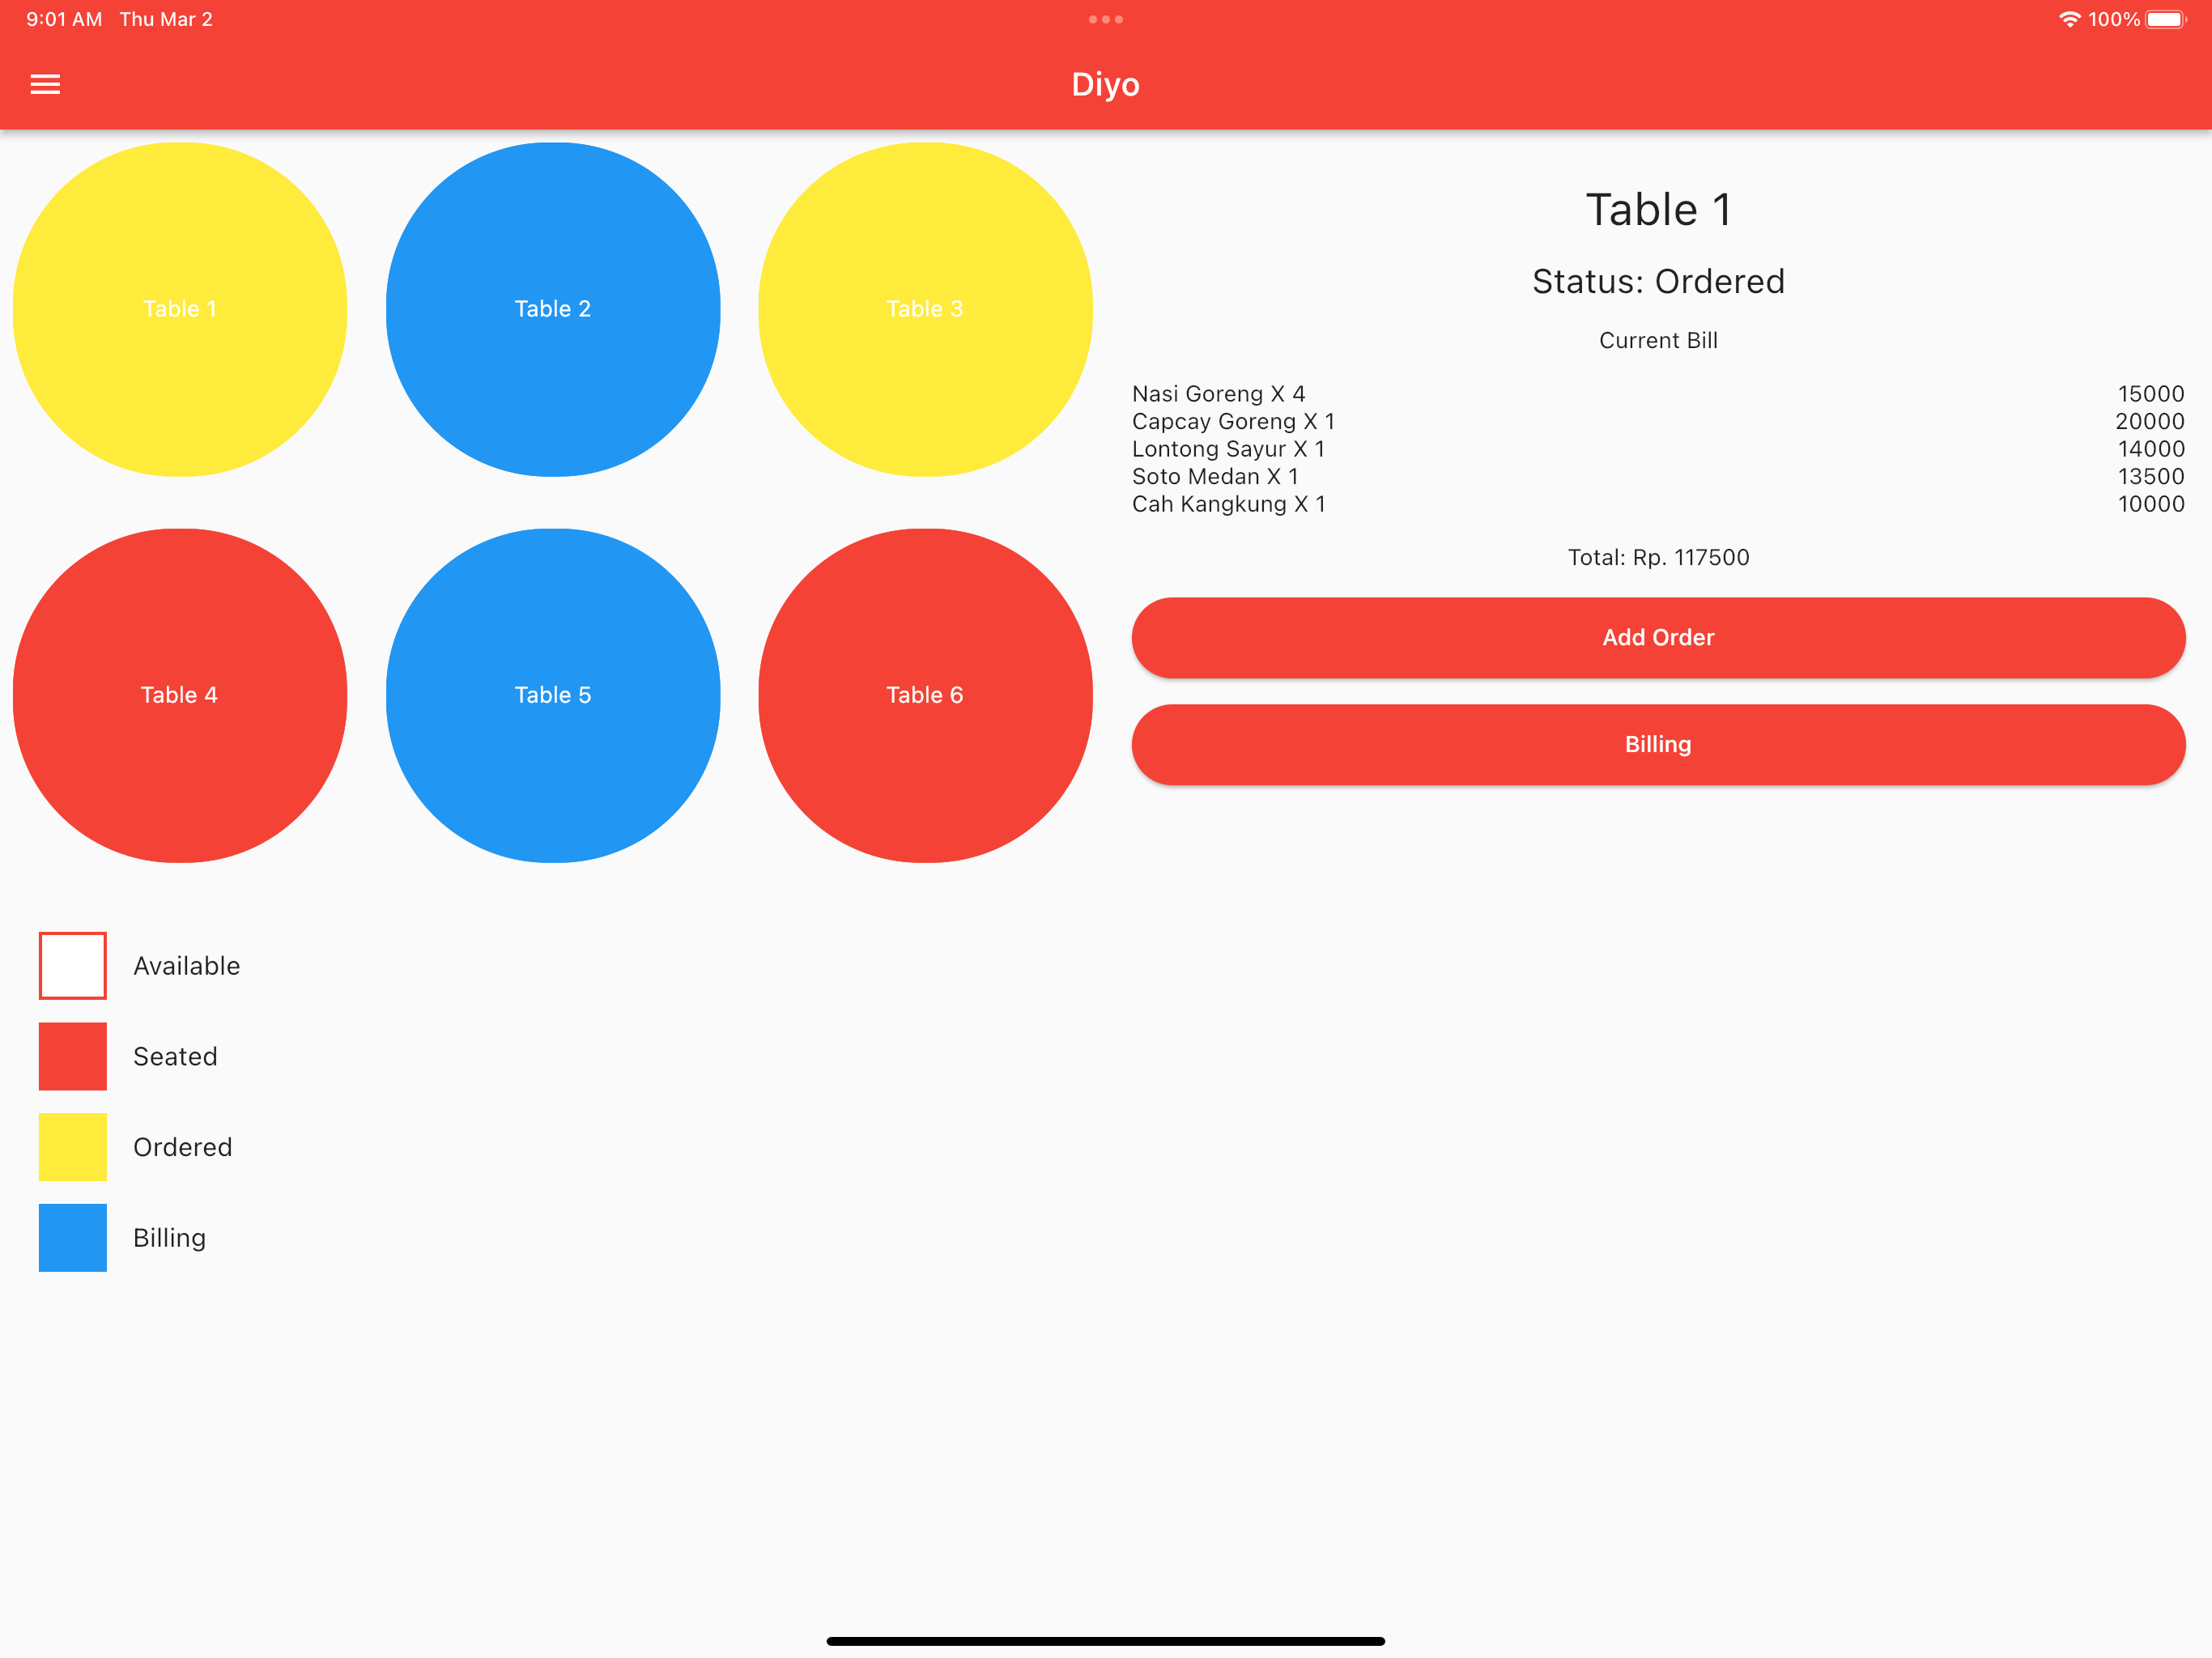 9:01 AM Thu Mar 2
100%
Diyo
Table 1
Table 2
Table 3
Table 4
Table 5
Table 6
Available
Seated
Ordered
Billing
Table 1
Status: Ordered
Current Bill
Nasi Goreng X 4 15000
Capcay Goreng X 1 20000
Lontong Sayur X 1 14000
Soto Medan X 1 13500
Cah Kangkung X 1 10000
Total: Rp. 117500
Add Order
Billing